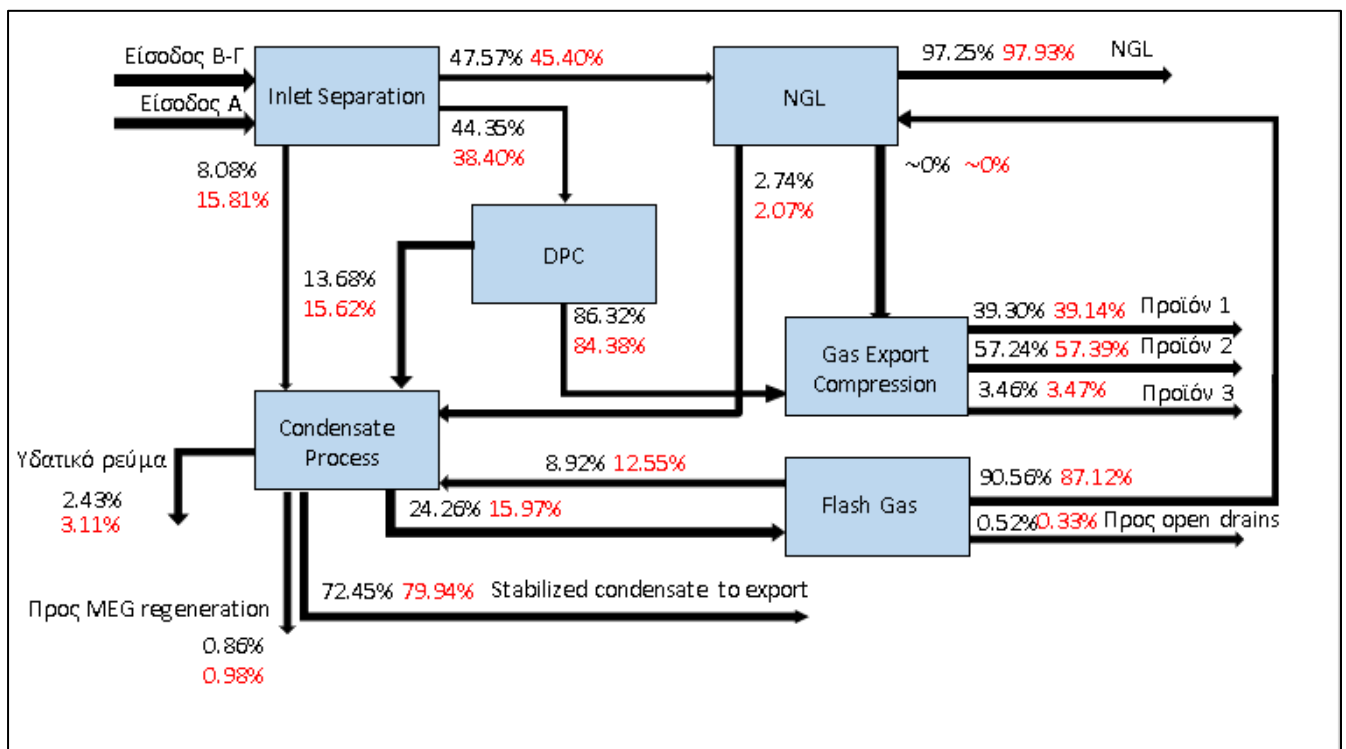 Είσοδος Β-Γ
Είσοδος Α
Inlet Separation
47.57% 45.40%
NGL
97.25% 97.93%
NGL
44.35%
38.40%
8.08%
15.81%
2.74%
2.07%
~0% ~0%
DPC
13.68%
15.62%
86.32%
84.38%
Gas Export
Compression
39.30% 39.14% Προϊόν 1
57.24% 57.39% Προϊόν 2
3.46% 3.47% Προϊόν 3
Condensate
Process
Υδατικό ρεύμα
2.43%
3.11%
8.92% 12.55%
24.26% 15.97%
Flash Gas
90.56% 87.12%
0.52% 0.33% Προς open drains
72.45% 79.94% Stabilized condensate to export
Προς MEG regeneration
0.86%
0.98%